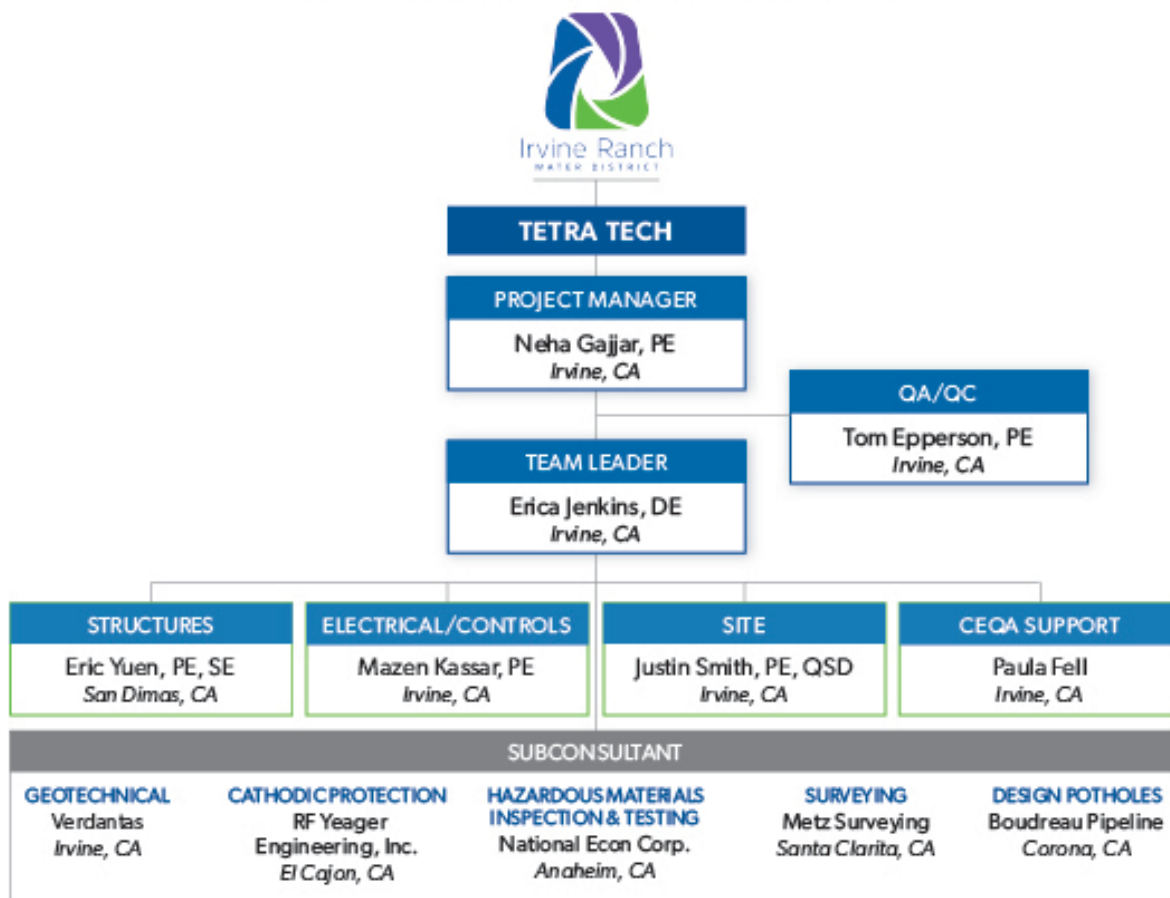 Irvine Ranch
WATER DISTRICT
TETRA TECH
PROJECT MANAGER
Neha Gajjar, PE
Irvine, CA
QA/QC
Tom Epperson, PE
Irvine, CA
TEAM LEADER
Erica Jenkins, DE
Irvine, CA
STRUCTURES
Eric Yuen, PE, SE
San Dimas, CA
ELECTRICAL/CONTROLS
Mazen Kassar, PE
Irvine, CA
SITE
Justin Smith, PE, QSD
Irvine, CA
CEQA SUPPORT
Paula Fell
Irvine, CA
SUBCONSULTANT
GEOTECHNICAL
Verdantas
Irvine, CA
CATHODIC PROTECTION
RF Yeager
Engineering, Inc.
El Cajon, CA
HAZARDOUS MATERIALS
INSPECTION & TESTING
National Econ Corp.
Anaheim, CA
SURVEYING
Metz Surveying
Santa Clarita, CA
DESIGN POTHOLES
Boudreau Pipeline
Corona, CA